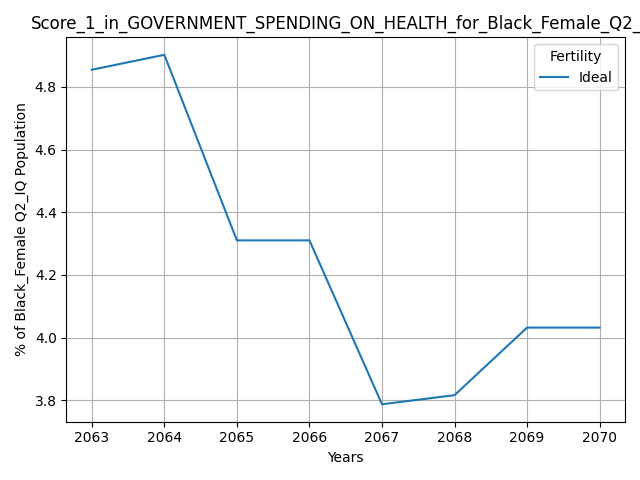 Score_1_in_GOVERNMENT_SPENDING_ON_HEALTH_for_Black_Female_Q2_
Fertility
Ideal
% of Black_Female Q2_IQ Population
4.8
4.6
4.4
4.2
4.0
3.8
2063 2064 2065 2066 2067 2068 2069 2070
Years